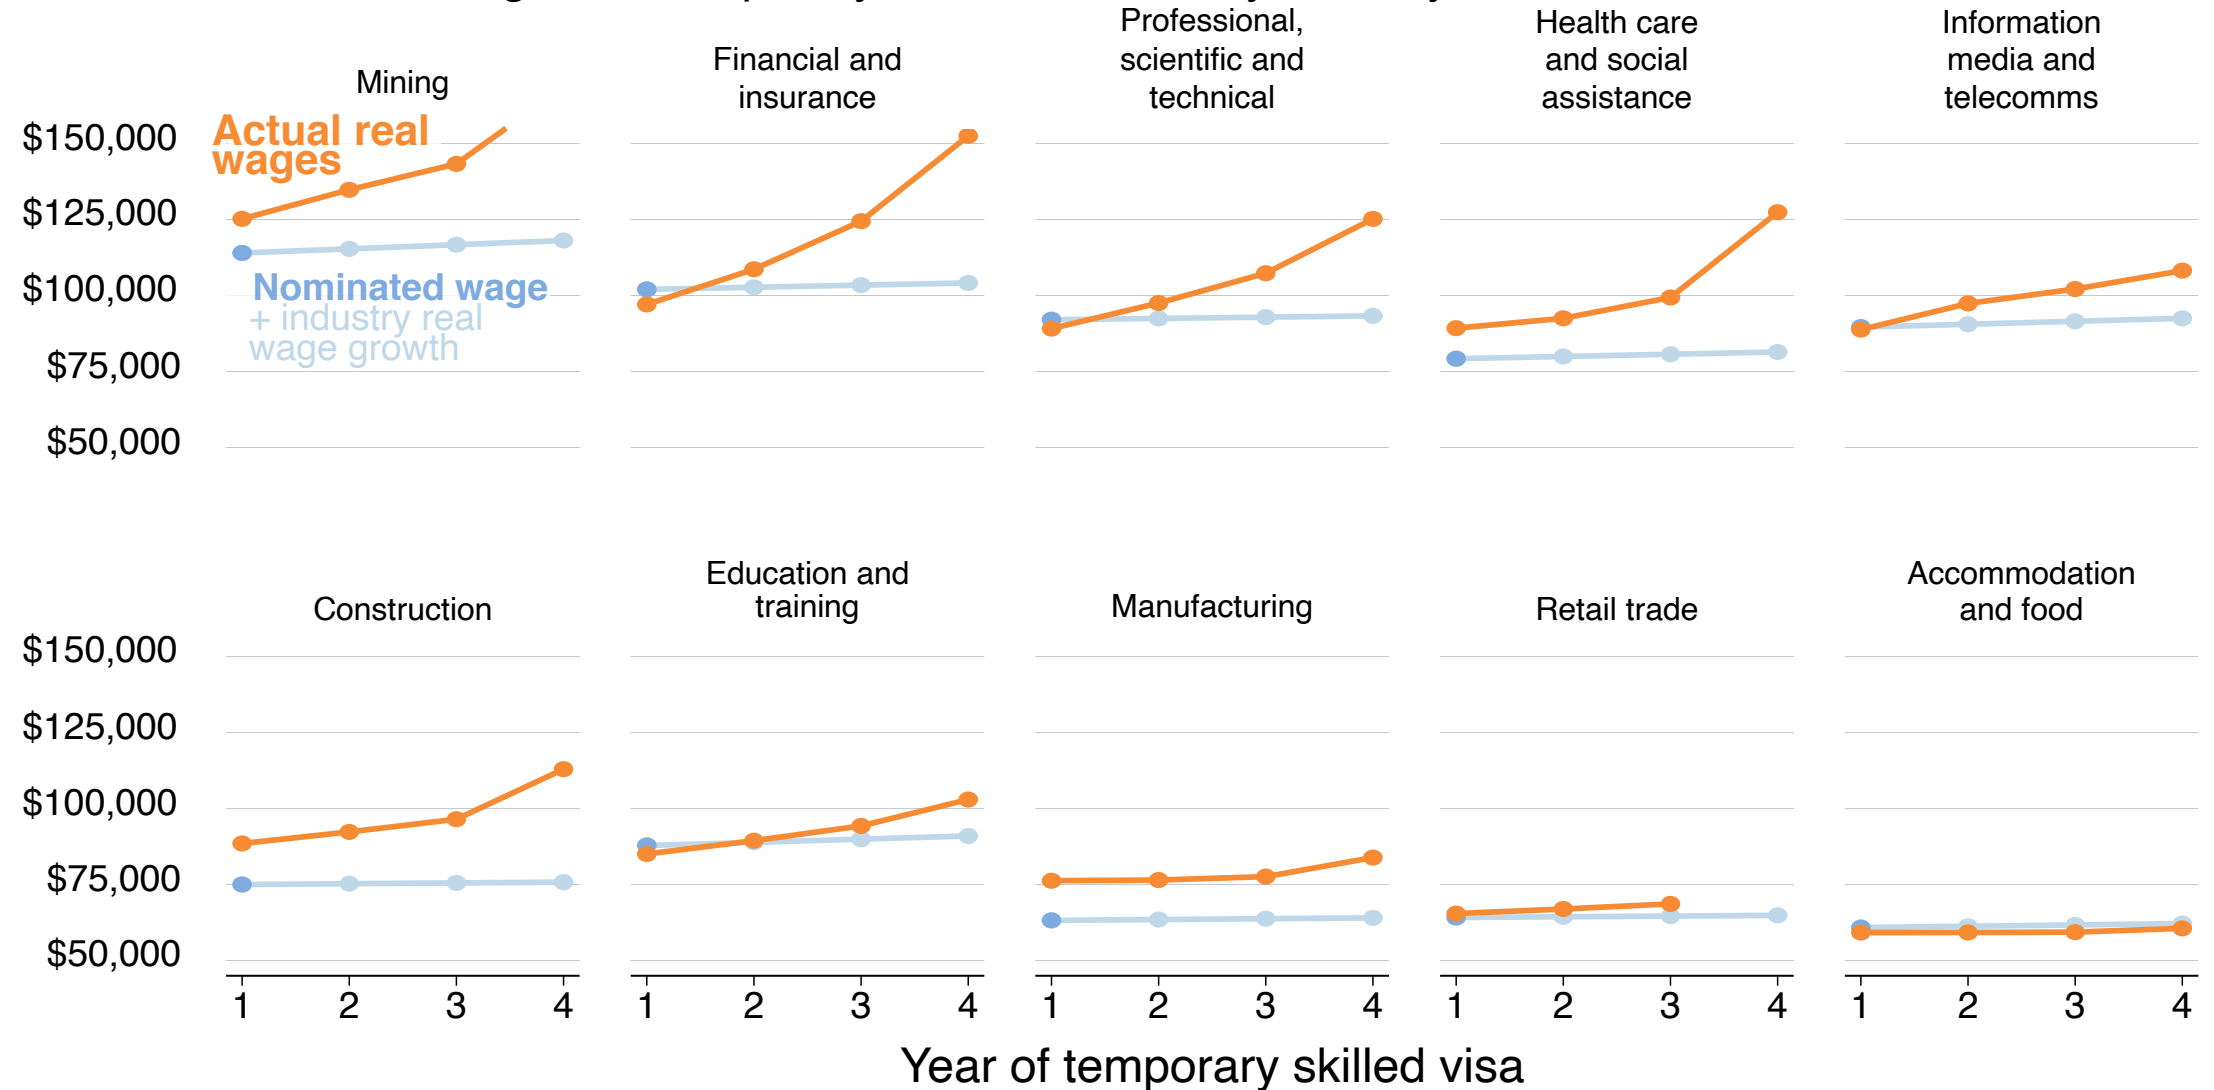 Mining
Financial and
insurance
Professional,
scientific and
technical
Health care
and social
assistance
Information
media and
telecomms
$150,000
$125,000
$100,000
$75,000
$50,000
Actual real
wages
Nominated wage
+ industry real
wage growth
Construction
Education and
training
Manufacturing
Retail trade
Accommodation
and food
$150,000
$125,000
$100,000
$75,000
$50,000
1 2 3 4
1 2 3 4
1 2 3 4
1 2 3 4
1 2 3 4
Year of temporary skilled visa